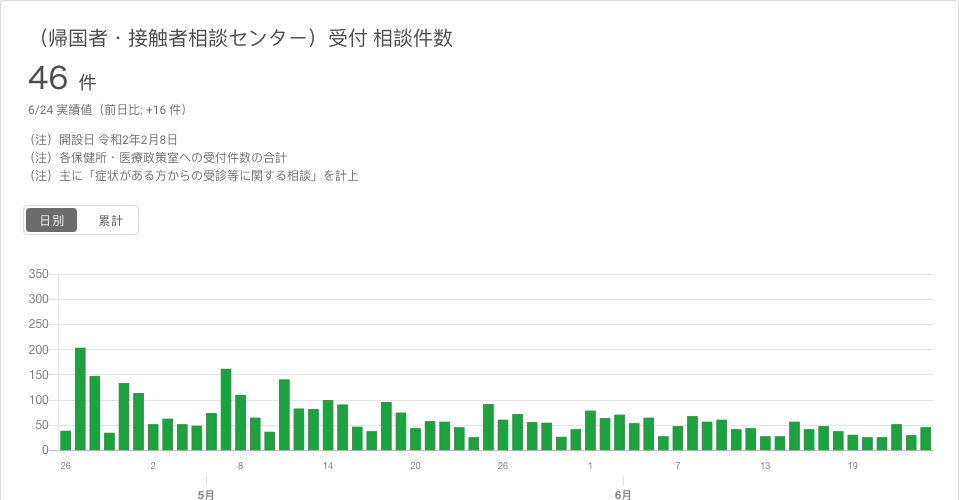 （帰国者・接触者相談センター）受付 相談件数
46 件
6/24 実績値（前日比: +16 件）
（注）開設日 令和2年2月8日
（注）各保健所・医療政策室への受付件数の合計
（注）主に「症状がある方からの受診等に関する相談」を計上
日別 累計
350
300
250
200
150
100
50
0
26 2 8 14 20 26 1 7 13 19
5月 6月